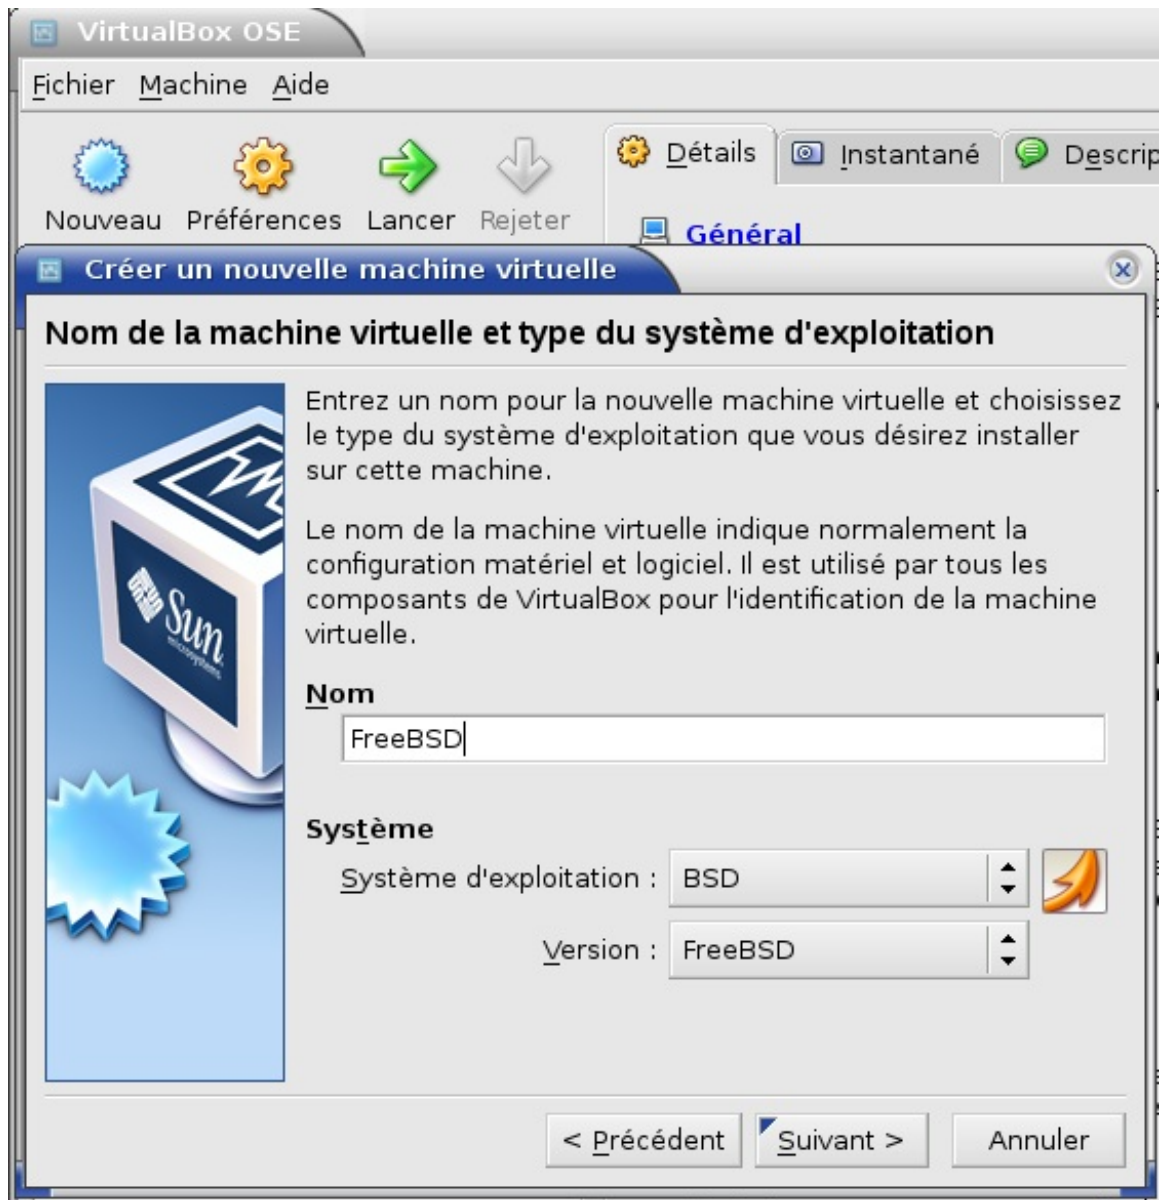 VirtualBox OSE
Fichier Machine Aide
Nouveau Préférences Lancer Rejeter
Détails Instantané Descrip
Général
Créer un nouvelle machine virtuelle
Nom de la machine virtuelle et type du système d'exploitation
Entrez un nom pour la nouvelle machine virtuelle et choisissez
le type du système d'exploitation que vous désirez installer
sur cette machine.
Le nom de la machine virtuelle indique normalement la
configuration matériel et logiciel. Il est utilisé par tous les
composants de VirtualBox pour l'identification de la machine
virtuelle.
Sun
microsystems
Nom
FreeBSD
Système
Système d'exploitation : BSD
Version : FreeBSD
< Précédent Suivant > Annuler